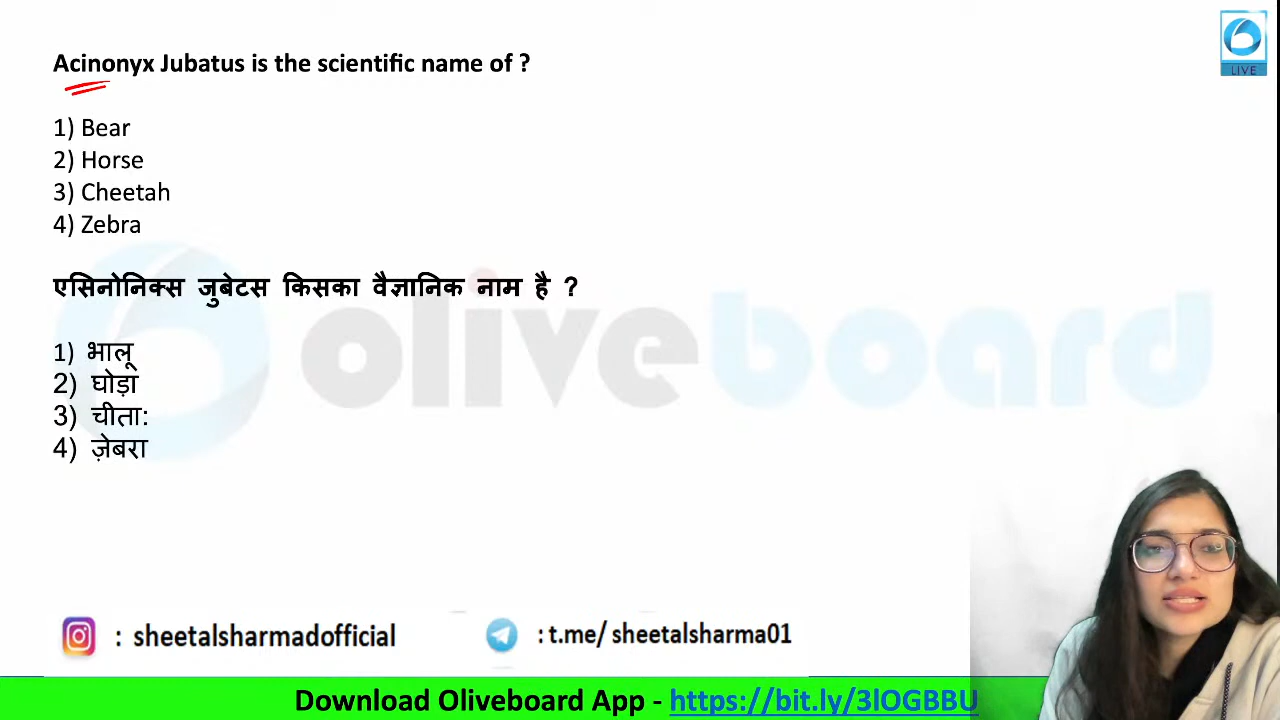 Acinonyx Jubatus is the scientific name of ?
LIVE
1) Bear
2) Horse
3) Cheetah
4) Zebra
एसिनोनिक्स जुबेटस किसका वैज्ञानिक नाम है ?
oliveboard
1) भालू
2) घोड़ा
3) चीता:
4) ज़ेबरा
: sheetalsharmadofficial
: t.me/ sheetalsharma01
Download Oliveboard App - https://bit.ly/3lOGBBU